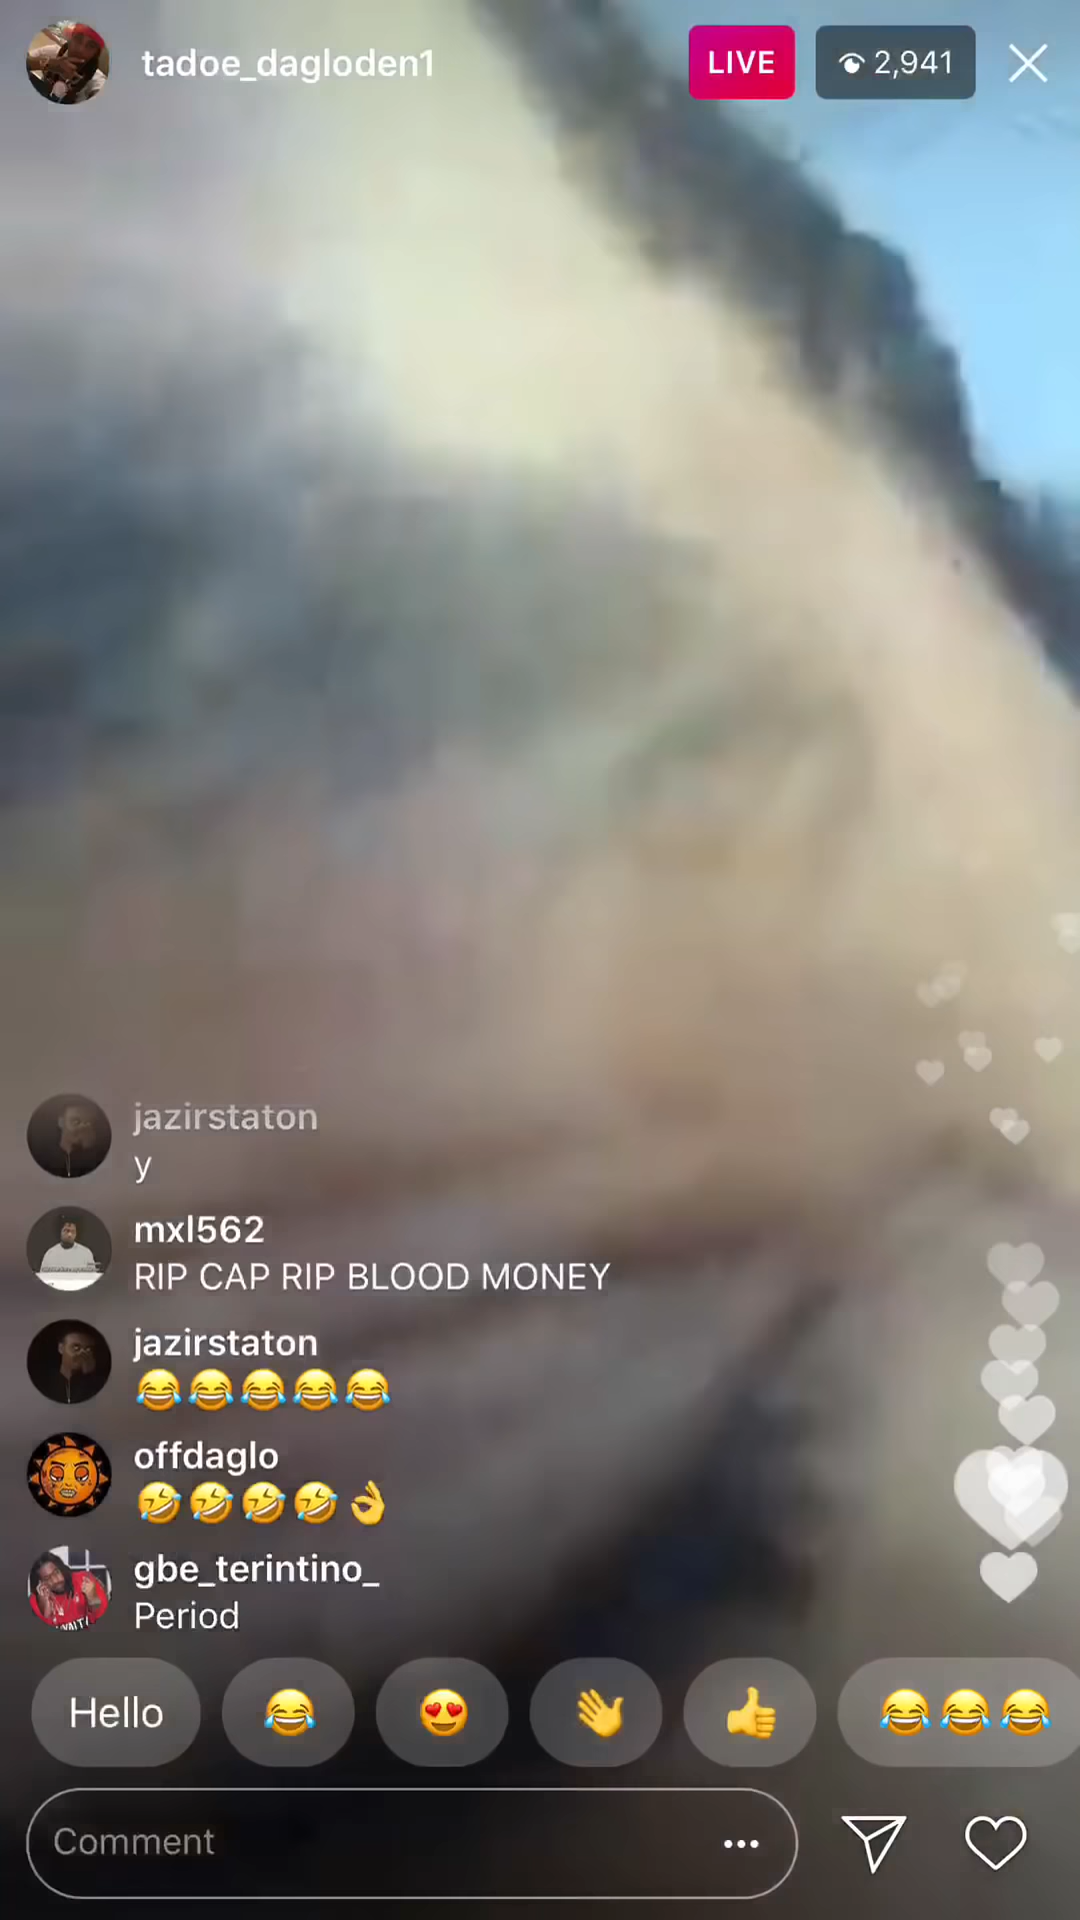 tadoe_dagloden1
LIVE
2,941
jazirstaton
y
mxl562
RIP CAP RIP BLOOD MONEY
jazirstaton
😂😂😂😂😂
offdaglo
🤣🤣🤣🤣👌
gbe_terintino_
Period
Hello 😂 😍 👋 👍 😂😂😂
Comment